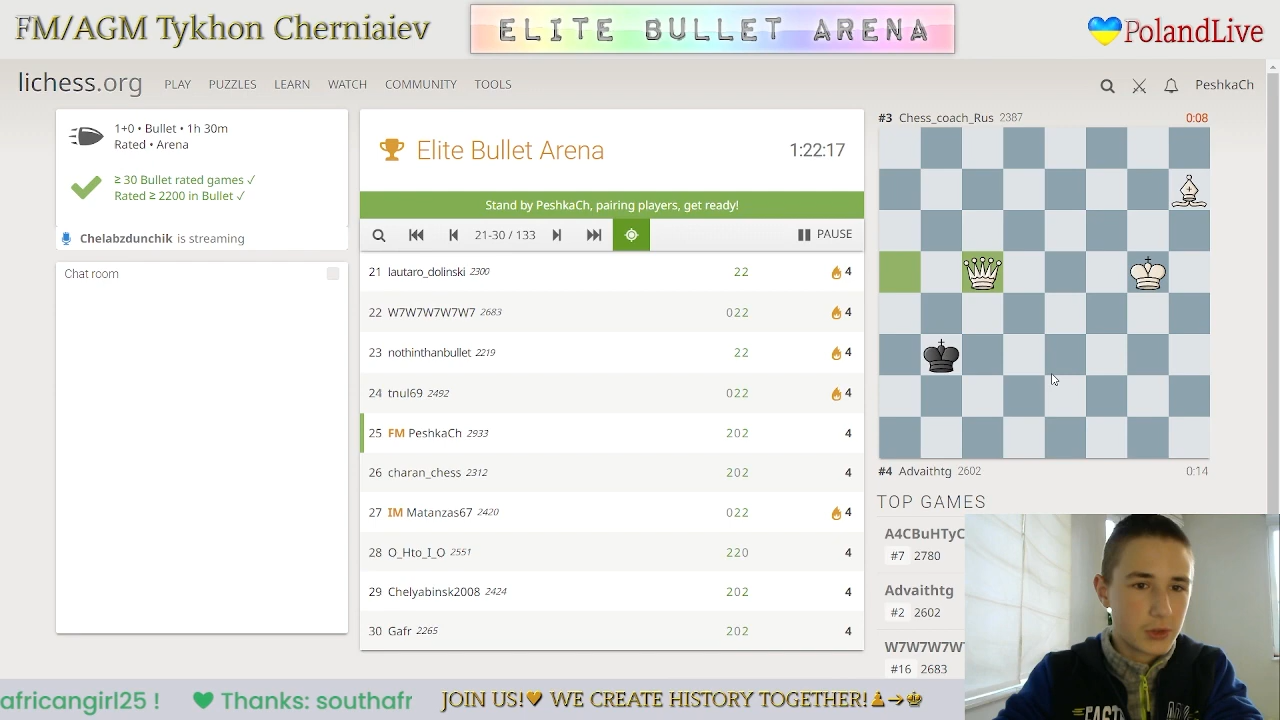 FM/AGM Tykhon Cherniaiev
ELITE BULLET ARENA
PolandLive
lichess.org
PLAY PUZZLES LEARN WATCH COMMUNITY TOOLS
PeshkaCh
1+0 • Bullet • 1h 30m
Rated • Arena
≥ 30 Bullet rated games ✓
Rated ≥ 2200 in Bullet ✓
Chelabzdunchik is streaming
Chat room
Elite Bullet Arena 1:22:17
Stand by PeshkaCh, pairing players, get ready!
21-30 / 133 PAUSE
21 lautaro_dolinski 2300 22 4
22 W7W7W7W7W7 2683 022 4
23 nothinthanbullet 2219 22 4
24 tnul69 2492 022 4
25 FM PeshkaCh 2933 202 4
26 charan_chess 2312 202 4
27 IM Matanzas67 2420 022 4
28 O_Hto_I_O 2551 220 4
29 Chelyabinsk2008 2424 202 4
30 Gafr 2265 202 4
#3 Chess_coach_Rus 2387 0:08
#4 Advaithtg 2602 0:14
TOP GAMES
A4CBuHTyC
#7 2780
Advaithtg
#2 2602
W7W7W7W
#16 2683
africangirl25 ! Thanks: southafr
JOIN US!♥ WE CREATE HISTORY TOGETHER!♟→♚